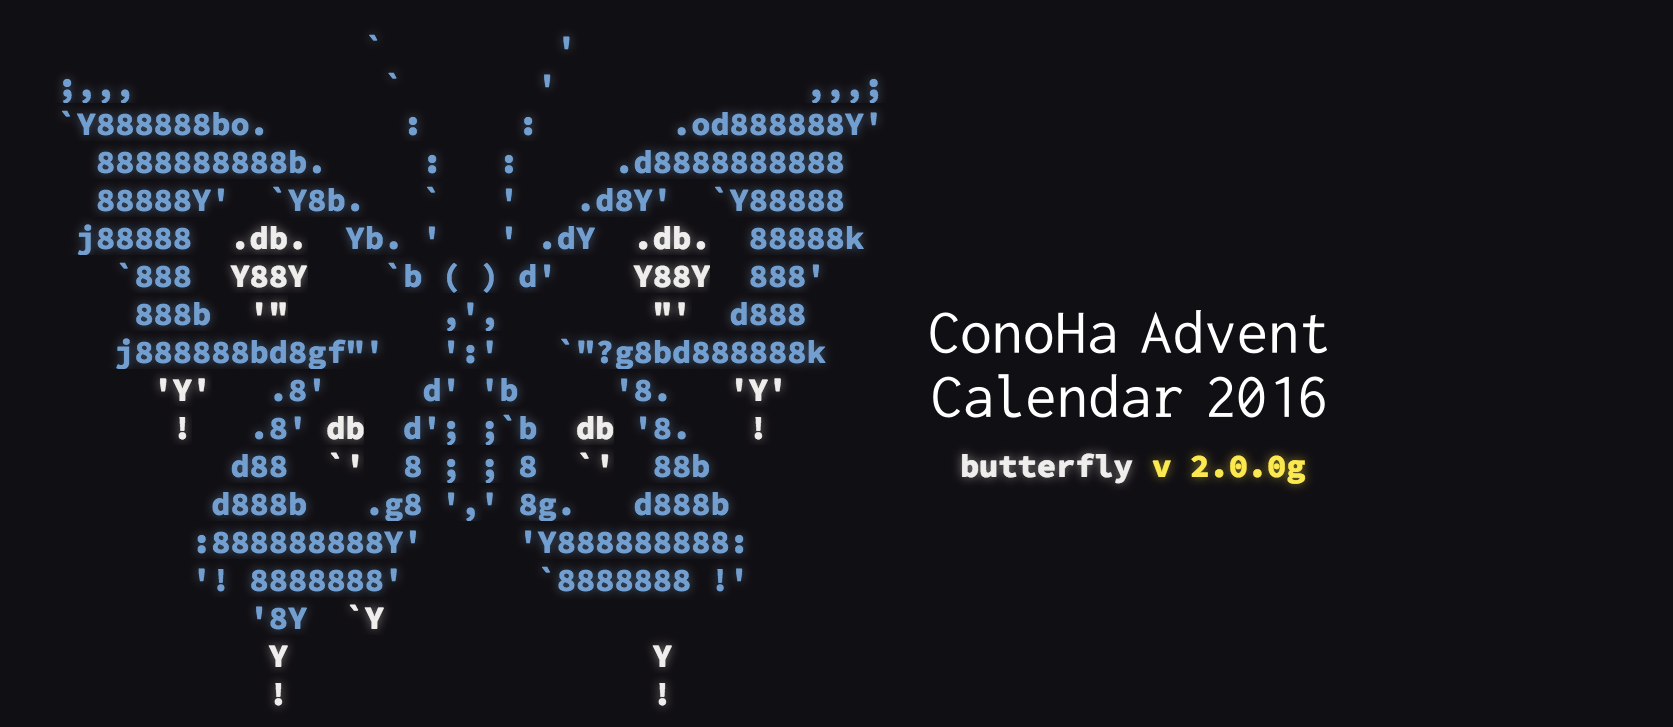 `          '
;,,,             `       '             ,,,;
`Y888888bo.       :     :       .od888888Y'
8888888888b.     :   :     .d8888888888
88888Y'  `Y8b.   `   '   .d8Y'  `Y88888
j88888  .db.  Yb. '   ' .dY  .db.  88888k
`888  Y88Y    `b ( ) d'    Y88Y  888'
888b  '"        ,',        "'  d888
j888888bd8gf"'   ':'   `"?g8bd888888k
'Y'   .8'     d' 'b     '8.   'Y'
!   .8' db  d'; ;`b  db '8.   !
d88  `'  8 ; ; 8  `'  88b
d888b   .g8 ',' 8g.   d888b
:888888888Y'     'Y888888888:
'! 8888888'       `8888888 !'
'8Y  `Y
Y                   Y
!                   !
ConoHa Advent
Calendar 2016
butterfly v 2.0.0g